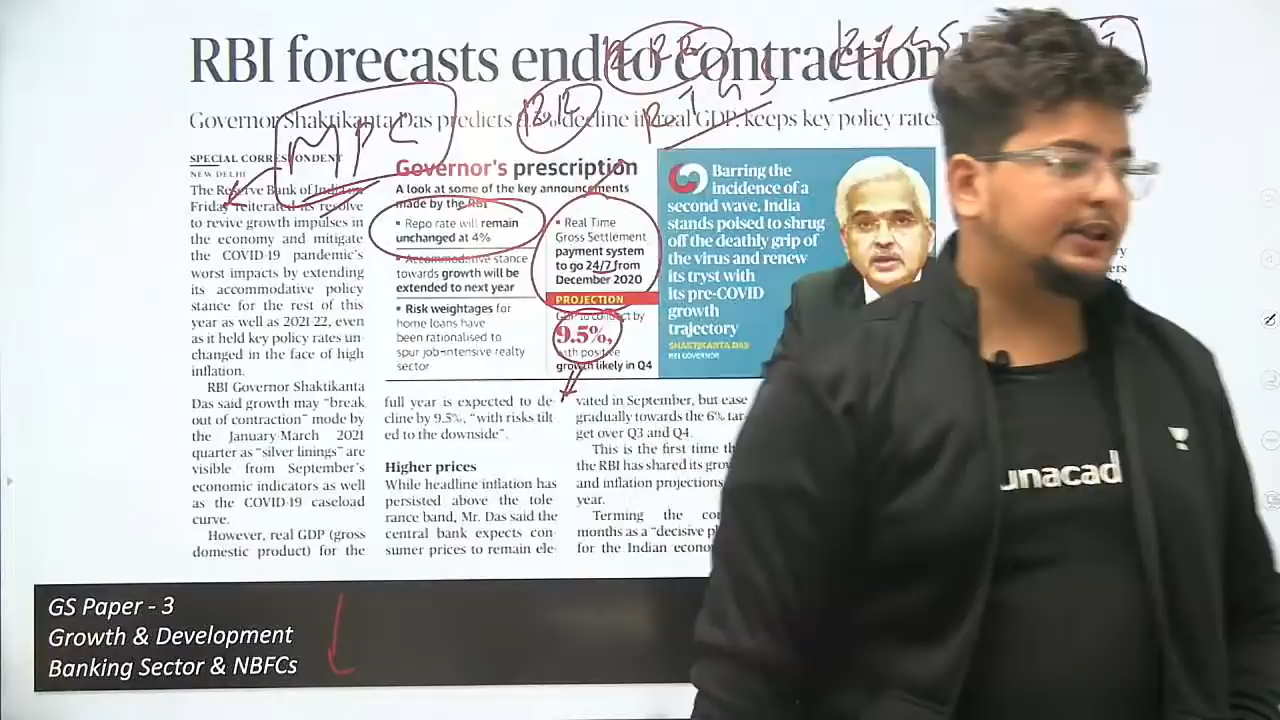 RBI forecasts end to contraction
Governor Shaktikanta Das predicts 9.5% decline in real GDP, keeps key policy rates
MPC
RR
RTGS
RTGS
SPECIAL CORRESPONDENT
NEW DELHI
The Reserve Bank of India on
Friday reiterated its resolve
to revive growth impulses in
the economy and mitigate
the COVID-19 pandemic's
worst impacts by extending
its accommodative policy
stance for the rest of this
year as well as 2021-22, even
as it held key policy rates un-
changed in the face of high
inflation.
RBI Governor Shaktikanta
Das said growth may "break
out of contraction" mode by
the January-March 2021
quarter as "silver linings" are
visible from September's
economic indicators as well
as the COVID-19 caseload
curve.
However, real GDP (gross
domestic product) for the
Governor's prescription
A look at some of the key announcements
made by the RBI
▪ Repo rate will remain
unchanged at 4%
▪ Accommodative stance
towards growth will be
extended to next year
▪ Risk weightages for
home loans have
been rationalised to
spur job-intensive realty
sector
▪ Real Time
Gross Settlement
payment system
to go 24/7 from
December 2020
PROJECTION
GDP to contract by
9.5%,
with positive
growth likely in Q4
Barring the
incidence of a
second wave, India
stands poised to shrug
off the deathly grip of
the virus and renew
its tryst with
its pre-COVID
growth
trajectory
SHAKTIKANTA DAS
RBI GOVERNOR
full year is expected to de-
cline by 9.5%, "with risks tilt-
ed to the downside".
Higher prices
While headline inflation has
persisted above the tole
rance band, Mr. Das said the
central bank expects con-
sumer prices to remain ele-
vated in September, but ease
gradually towards the 6% tar-
get over Q3 and Q4.
This is the first time th
the RBI has shared its grow
and inflation projections
year.
Terming the cor
months as a "decisive ph
for the Indian econo
unacad
GS Paper - 3
Growth & Development
Banking Sector & NBFCs